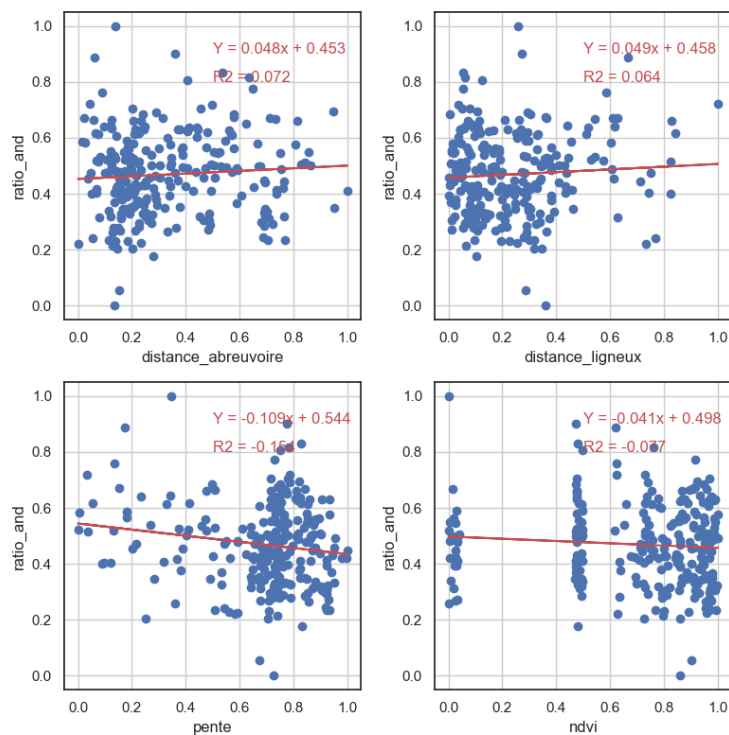 1.0
0.8
0.6
0.4
0.2
0.0
ratio_and
Y = 0.048x + 0.453
R2 = 0.072
0.0 0.2 0.4 0.6 0.8 1.0
distance_abreuvoire
1.0
0.8
0.6
0.4
0.2
0.0
ratio_and
Y = 0.049x + 0.458
R2 = 0.064
0.0 0.2 0.4 0.6 0.8 1.0
distance_ligneux
1.0
0.8
0.6
0.4
0.2
0.0
ratio_and
Y = -0.109x + 0.544
R2 = -0.154
0.0 0.2 0.4 0.6 0.8 1.0
pente
1.0
0.8
0.6
0.4
0.2
0.0
ratio_and
Y = -0.041x + 0.498
R2 = -0.077
0.0 0.2 0.4 0.6 0.8 1.0
ndvi